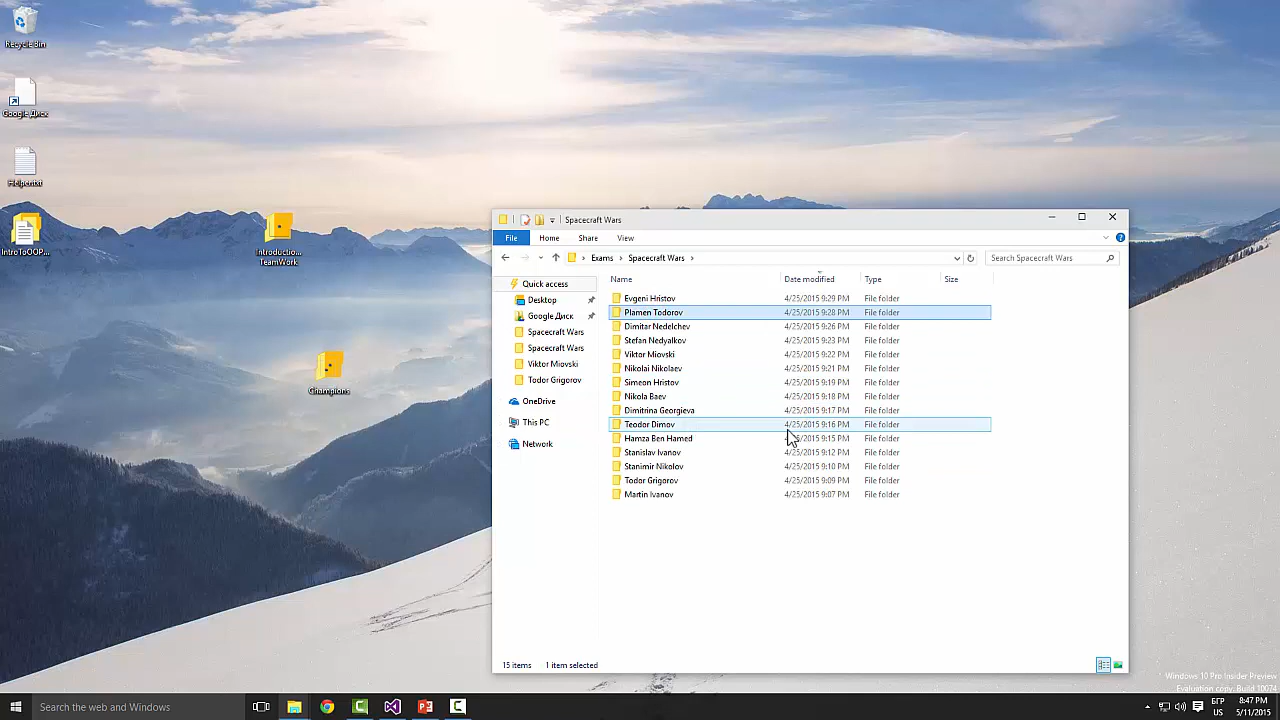 Recycle Bin
Google Диск
Helper.txt
IntroToOOP...
Introduction...
TeamWork
Champions
Spacecraft Wars
File
Home
Share
View
Exams
Spacecraft Wars
Search Spacecraft Wars
Name
Date modified
Type
Size
Quick access
Desktop
Google Диск
Spacecraft Wars
Spacecraft Wars
Viktor Miovski
Todor Grigorov
OneDrive
This PC
Network
Evgeni Hristov 4/25/2015 9:29 PM File folder
Plamen Todorov 4/25/2015 9:28 PM File folder
Dimitar Nedelchev 4/25/2015 9:26 PM File folder
Stefan Nedyalkov 4/25/2015 9:23 PM File folder
Viktor Miovski 4/25/2015 9:22 PM File folder
Nikolai Nikolaev 4/25/2015 9:21 PM File folder
Simeon Hristov 4/25/2015 9:19 PM File folder
Nikola Baev 4/25/2015 9:18 PM File folder
Dimitrina Georgieva 4/25/2015 9:17 PM File folder
Teodor Dimov 4/25/2015 9:16 PM File folder
Hamza Ben Hamed 4/25/2015 9:15 PM File folder
Stanislav Ivanov 4/25/2015 9:12 PM File folder
Stanimir Nikolov 4/25/2015 9:10 PM File folder
Todor Grigorov 4/25/2015 9:09 PM File folder
Martin Ivanov 4/25/2015 9:07 PM File folder
15 items
1 item selected
Windows 10 Pro Insider Preview
Evaluation copy. Build 10074
Search the web and Windows
БГР
US
8:47 PM
5/11/2015